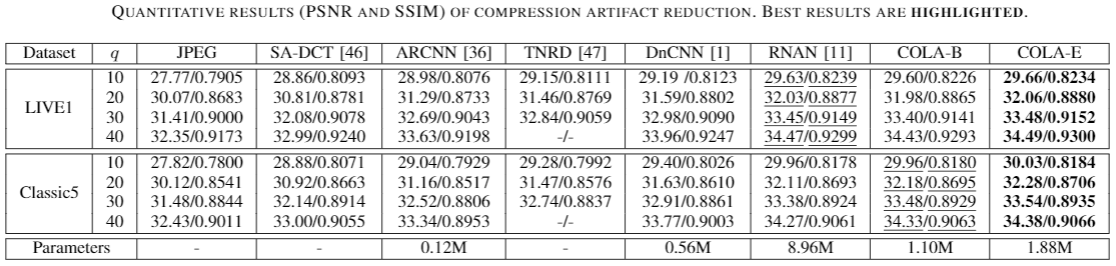 QUANTITATIVE RESULTS (PSNR AND SSIM) OF COMPRESSION ARTIFACT REDUCTION. BEST RESULTS ARE HIGHLIGHTED.
Dataset q JPEG SA-DCT [46] ARCNN [36] TNRD [47] DnCNN [1] RNAN [11] COLA-B COLA-E
LIVE1
10 27.77/0.7905 28.86/0.8093 28.98/0.8076 29.15/0.8111 29.19 /0.8123 29.63/0.8239 29.60/0.8226 29.66/0.8234
20 30.07/0.8683 30.81/0.8781 31.29/0.8733 31.46/0.8769 31.59/0.8802 32.03/0.8877 31.98/0.8865 32.06/0.8880
30 31.41/0.9000 32.08/0.9078 32.69/0.9043 32.84/0.9059 32.98/0.9090 33.45/0.9149 33.40/0.9141 33.48/0.9152
40 32.35/0.9173 32.99/0.9240 33.63/0.9198 -/- 33.96/0.9247 34.47/0.9299 34.43/0.9293 34.49/0.9300
Classic5
10 27.82/0.7800 28.88/0.8071 29.04/0.7929 29.28/0.7992 29.40/0.8026 29.96/0.8178 29.96/0.8180 30.03/0.8184
20 30.12/0.8541 30.92/0.8663 31.16/0.8517 31.47/0.8576 31.63/0.8610 32.11/0.8693 32.18/0.8695 32.28/0.8706
30 31.48/0.8844 32.14/0.8914 32.52/0.8806 32.74/0.8837 32.91/0.8861 33.38/0.8924 33.48/0.8929 33.54/0.8935
40 32.43/0.9011 33.00/0.9055 33.34/0.8953 -/- 33.77/0.9003 34.27/0.9061 34.33/0.9063 34.38/0.9066
Parameters - - 0.12M - 0.56M 8.96M 1.10M 1.88M